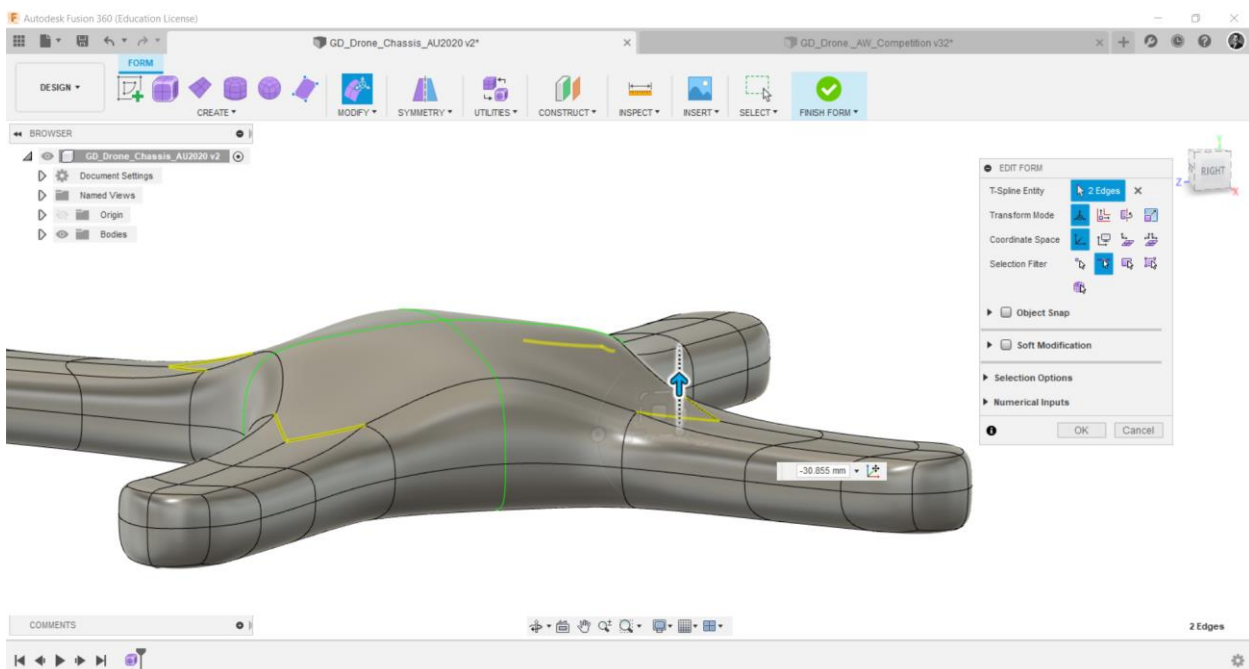 Autodesk Fusion 360 (Education License)
GD_Drone_Chassis_AU2020 v2*
GD_Drone_AW_Competition v32*
FORM
DESIGN
CREATE
MODIFY
SYMMETRY
UTILITIES
CONSTRUCT
INSPECT
INSERT
SELECT
FINISH FORM
BROWSER
GD_Drone_Chassis_AU2020 v2
Document Settings
Named Views
Origin
Bodies
RIGHT
Z
X
EDIT FORM
T-Spline Entity
2 Edges
Transform Mode
Coordinate Space
Selection Filter
Object Snap
Soft Modification
Selection Options
Numerical Inputs
OK
Cancel
-30.855 mm
COMMENTS
2 Edges